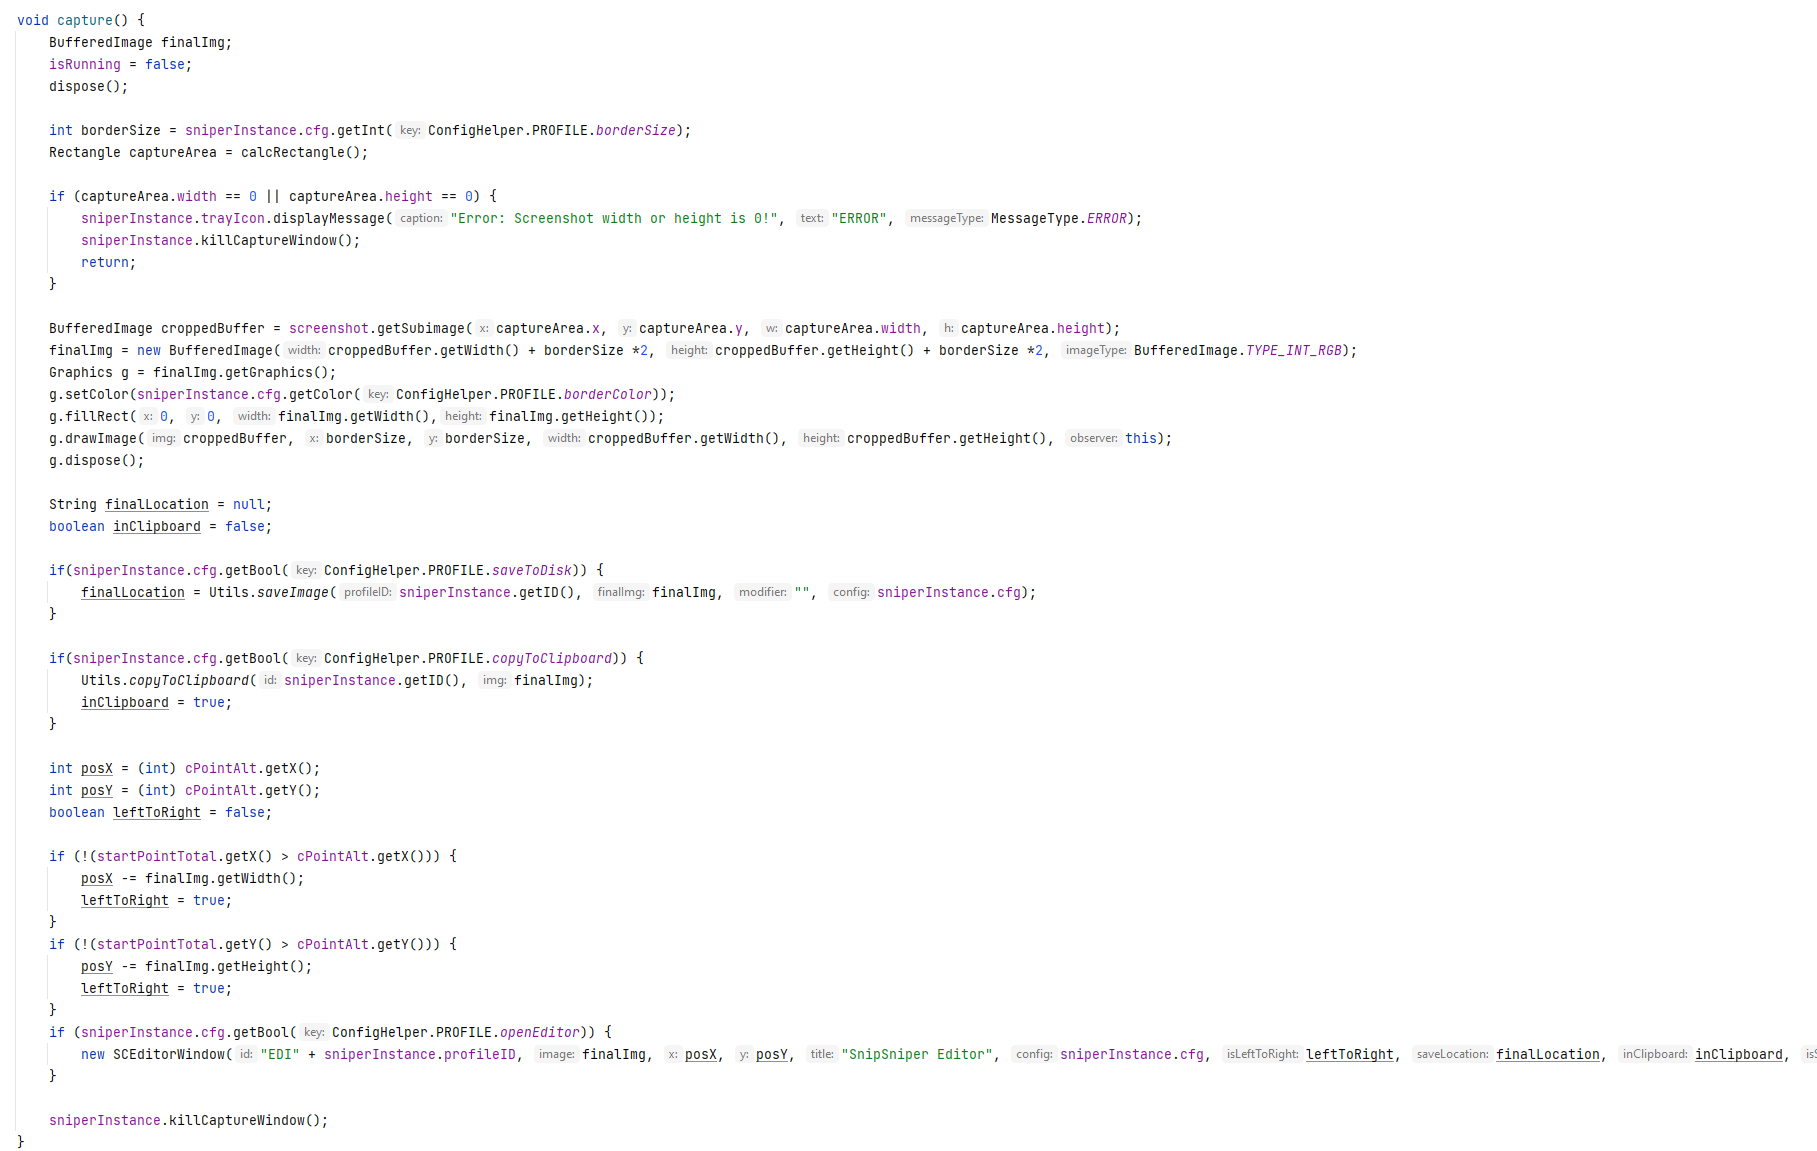 void capture() {
    BufferedImage finalImg;
    isRunning = false;
    dispose();

    int borderSize = sniperInstance.cfg.getInt( key: ConfigHelper.PROFILE.borderSize);
    Rectangle captureArea = calcRectangle();

    if (captureArea.width == 0 || captureArea.height == 0) {
        sniperInstance.trayIcon.displayMessage( caption: "Error: Screenshot width or height is 0!", text: "ERROR", messageType: MessageType.ERROR);
        sniperInstance.killCaptureWindow();
        return;
    }

    BufferedImage croppedBuffer = screenshot.getSubimage( x: captureArea.x, y: captureArea.y, w: captureArea.width, h: captureArea.height);
    finalImg = new BufferedImage( width: croppedBuffer.getWidth() + borderSize *2, height: croppedBuffer.getHeight() + borderSize *2, imageType: BufferedImage.TYPE_INT_RGB);
    Graphics g = finalImg.getGraphics();
    g.setColor(sniperInstance.cfg.getColor( key: ConfigHelper.PROFILE.borderColor));
    g.fillRect( x: 0, y: 0, width: finalImg.getWidth(), height: finalImg.getHeight());
    g.drawImage( img: croppedBuffer, x: borderSize, y: borderSize, width: croppedBuffer.getWidth(), height: croppedBuffer.getHeight(), observer: this);
    g.dispose();

    String finalLocation = null;
    boolean inClipboard = false;

    if(sniperInstance.cfg.getBool( key: ConfigHelper.PROFILE.saveToDisk)) {
        finalLocation = Utils.saveImage( profileID: sniperInstance.getID(), finalImg: finalImg, modifier: "", config: sniperInstance.cfg);
    }

    if(sniperInstance.cfg.getBool( key: ConfigHelper.PROFILE.copyToClipboard)) {
        Utils.copyToClipboard( id: sniperInstance.getID(), img: finalImg);
        inClipboard = true;
    }

    int posX = (int) cPointAlt.getX();
    int posY = (int) cPointAlt.getY();
    boolean leftToRight = false;

    if (!(startPointTotal.getX() > cPointAlt.getX())) {
        posX -= finalImg.getWidth();
        leftToRight = true;
    }
    if (!(startPointTotal.getY() > cPointAlt.getY())) {
        posY -= finalImg.getHeight();
        leftToRight = true;
    }
    if (sniperInstance.cfg.getBool( key: ConfigHelper.PROFILE.openEditor)) {
        new SCEditorWindow( id: "EDI" + sniperInstance.profileID, image: finalImg, x: posX, y: posY, title: "SnipSniper Editor", config: sniperInstance.cfg, isLeftToRight: leftToRight, saveLocation: finalLocation, inClipboard: inClipboard,
    }

    sniperInstance.killCaptureWindow();
}